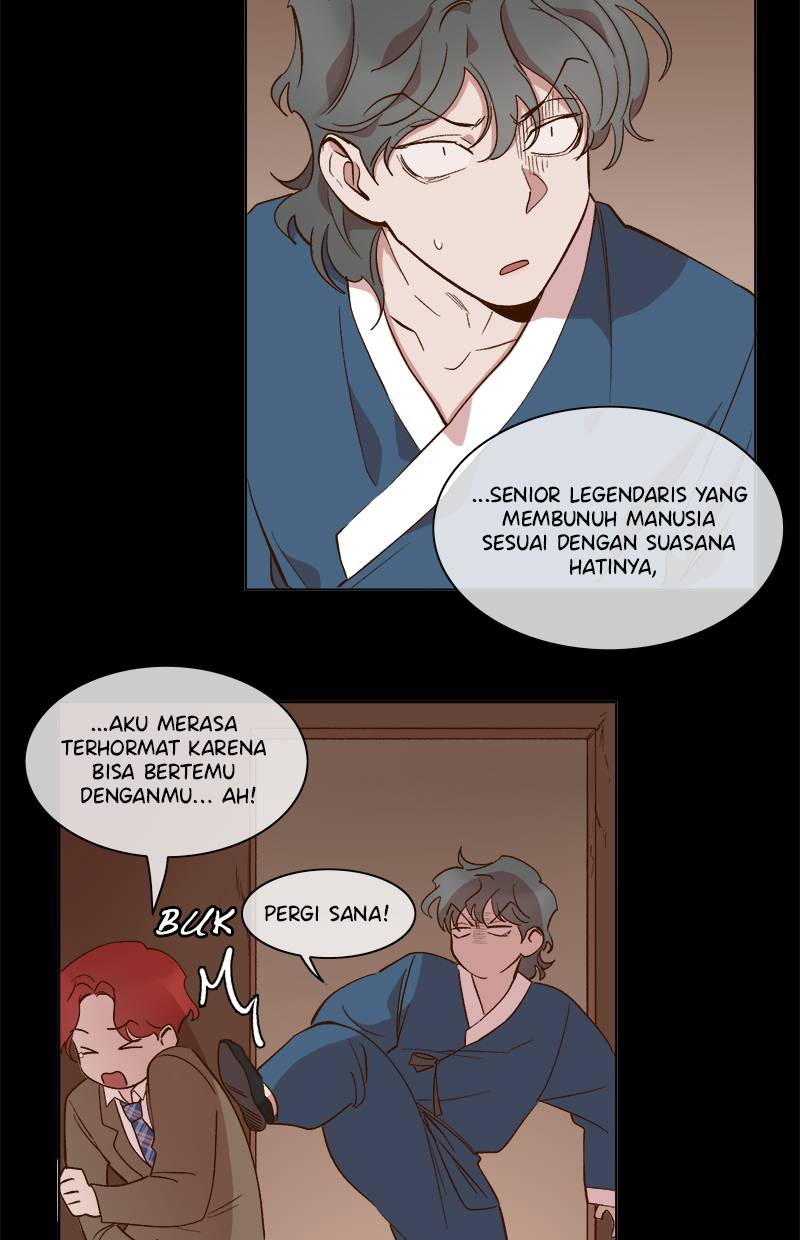 ...SENIOR LEGENDARIS YANG
MEMBUNUH MANUSIA
SESUAI DENGAN SUASANA
HATINYA,
...AKU MERASA
TERHORMAT KARENA
BISA BERTEMU
DENGANMU... AH!
BUK
PERGI SANA!